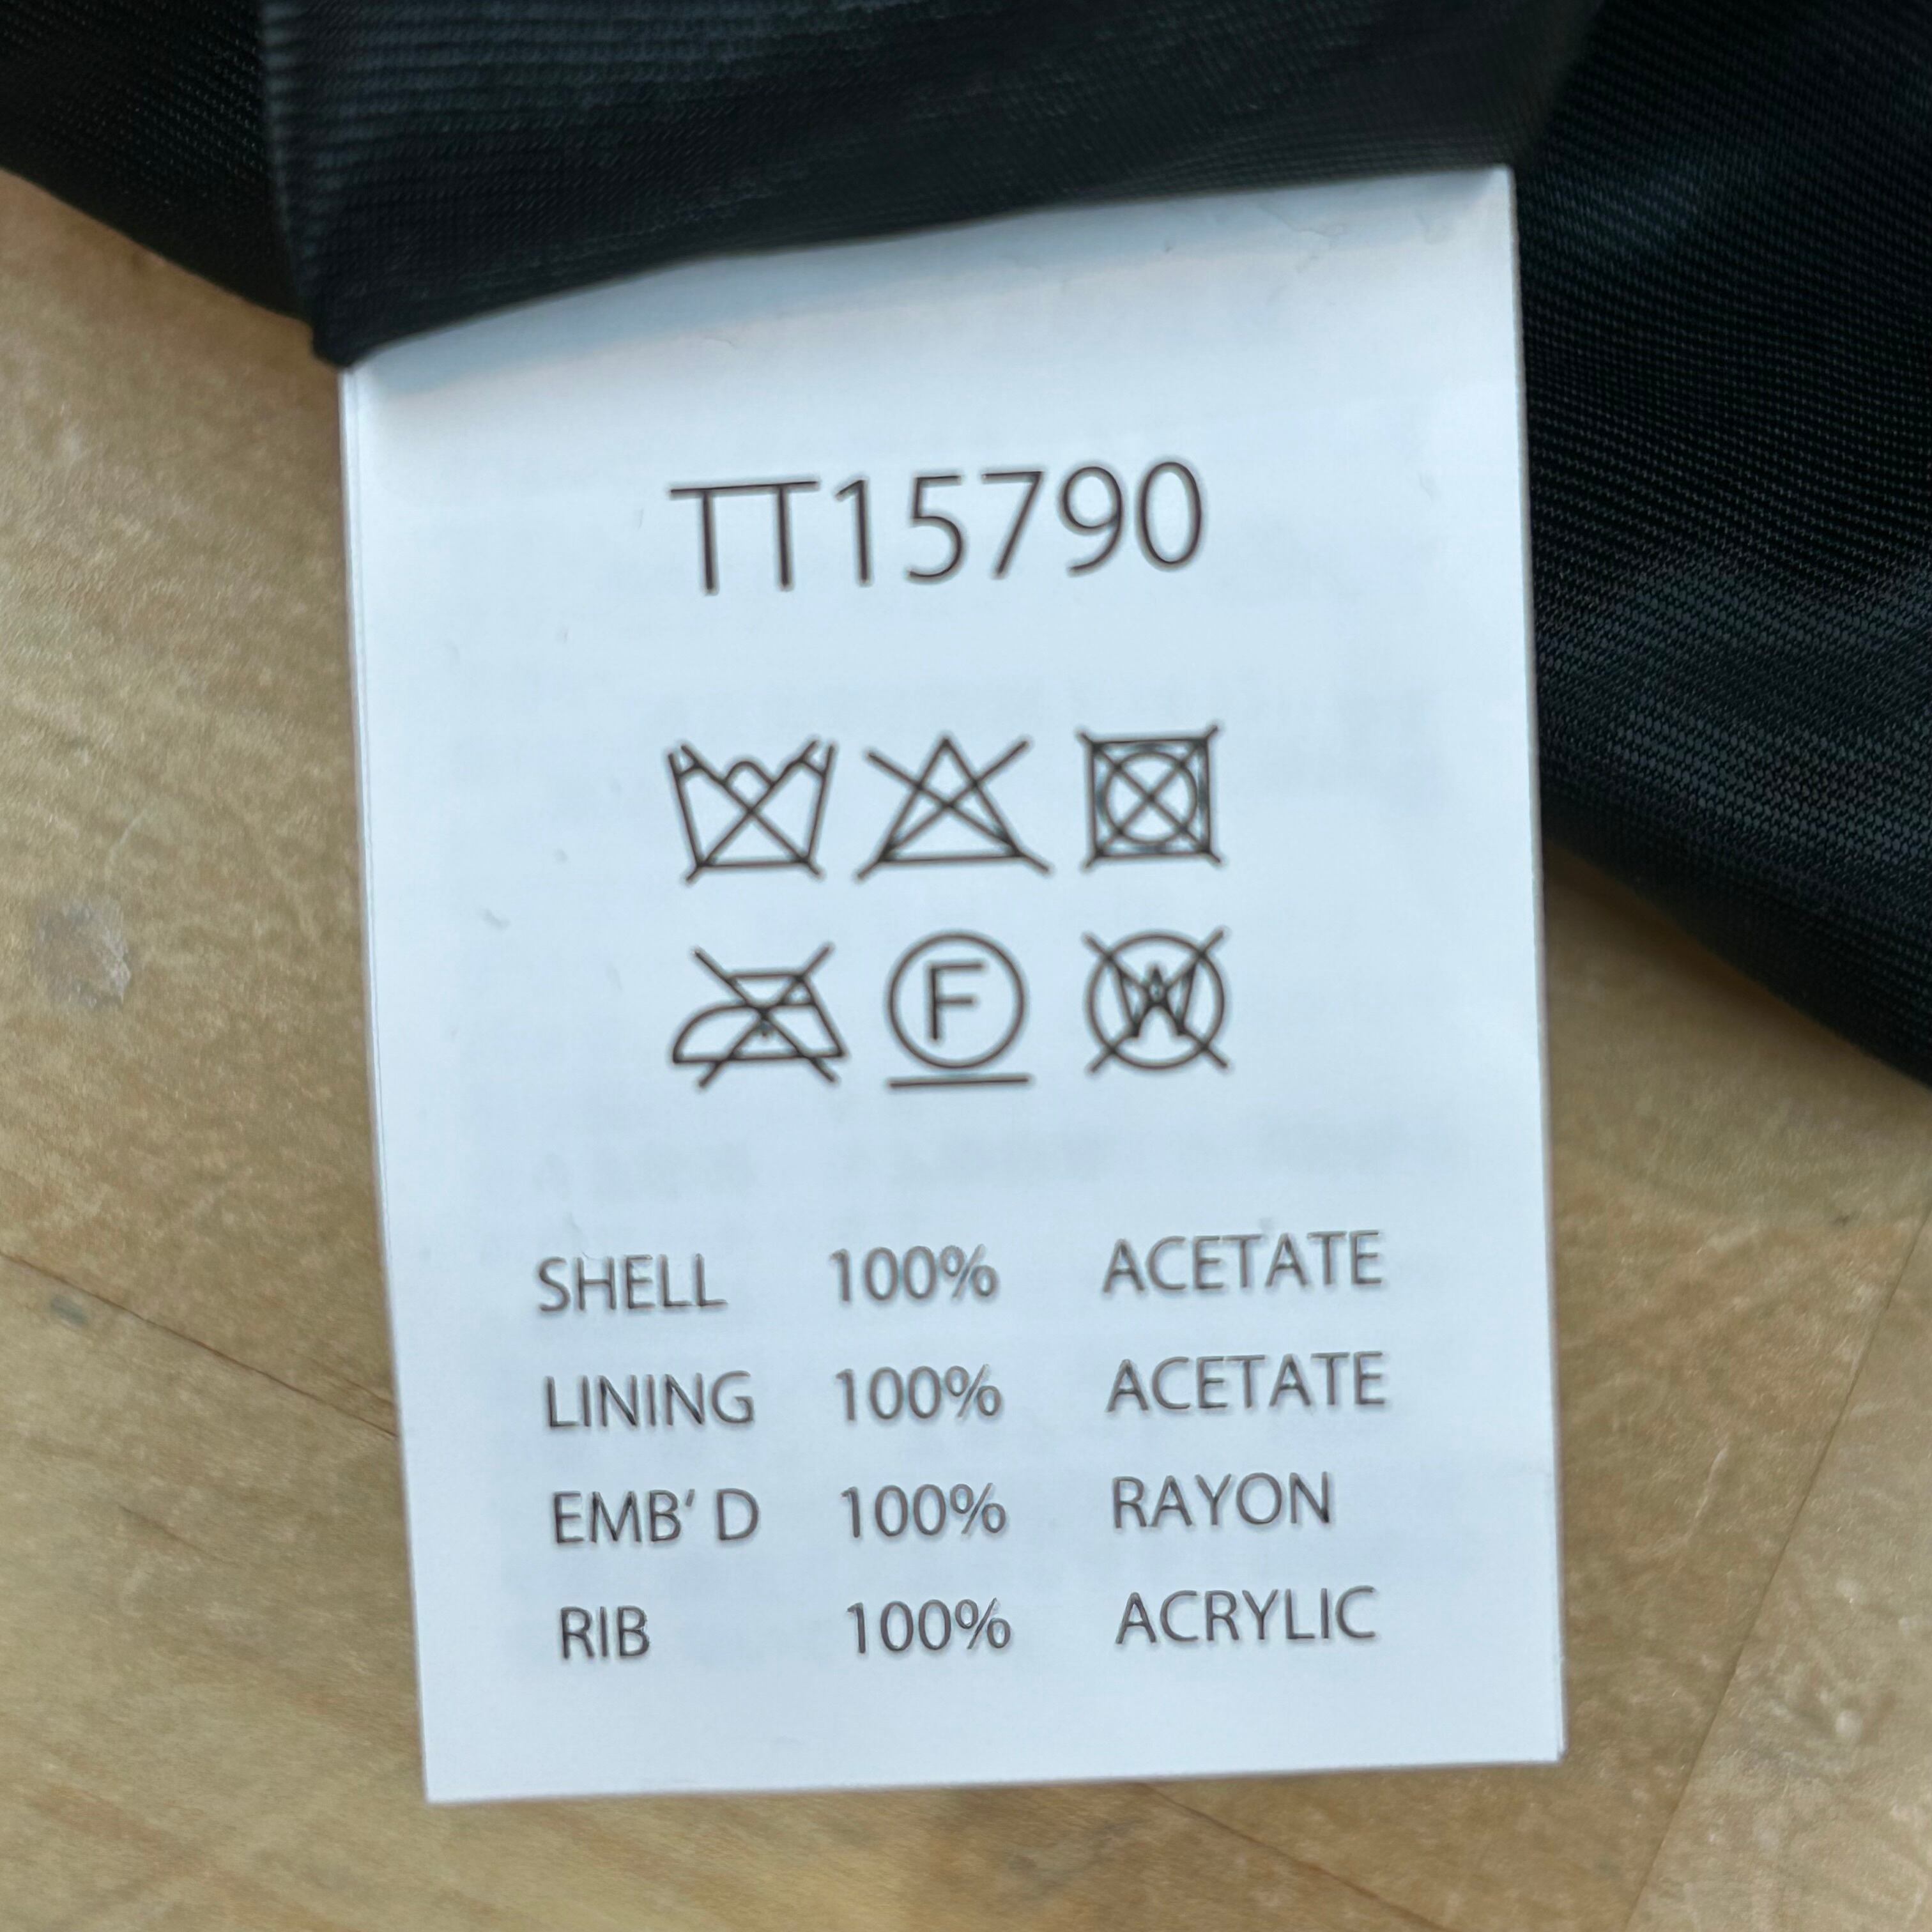 TT15790
F W
SHELL 100% ACETATE
LINING 100% ACETATE
EMB' D 100% RAYON
RIB 100% ACRYLIC